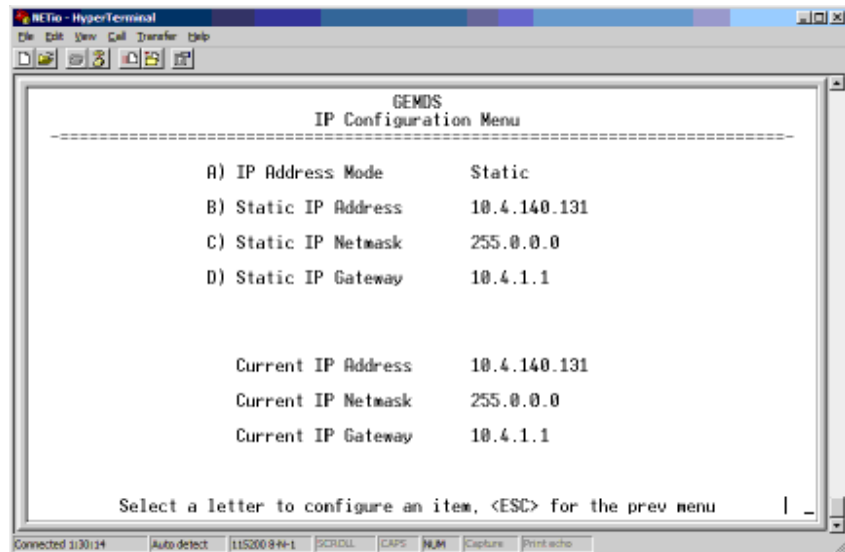 NETio - HyperTerminal
File Edit View Call Transfer Help
GEMDS
IP Configuration Menu
-==========================================================================-
A) IP Address Mode Static
B) Static IP Address 10.4.140.131
C) Static IP Netmask 255.0.0.0
D) Static IP Gateway 10.4.1.1
Current IP Address 10.4.140.131
Current IP Netmask 255.0.0.0
Current IP Gateway 10.4.1.1
Select a letter to configure an item, <ESC> for the prev menu | _
Connected 1:30:14 Auto detect 115200 8-N-1 SCROLL CAPS NUM Capture Print echo